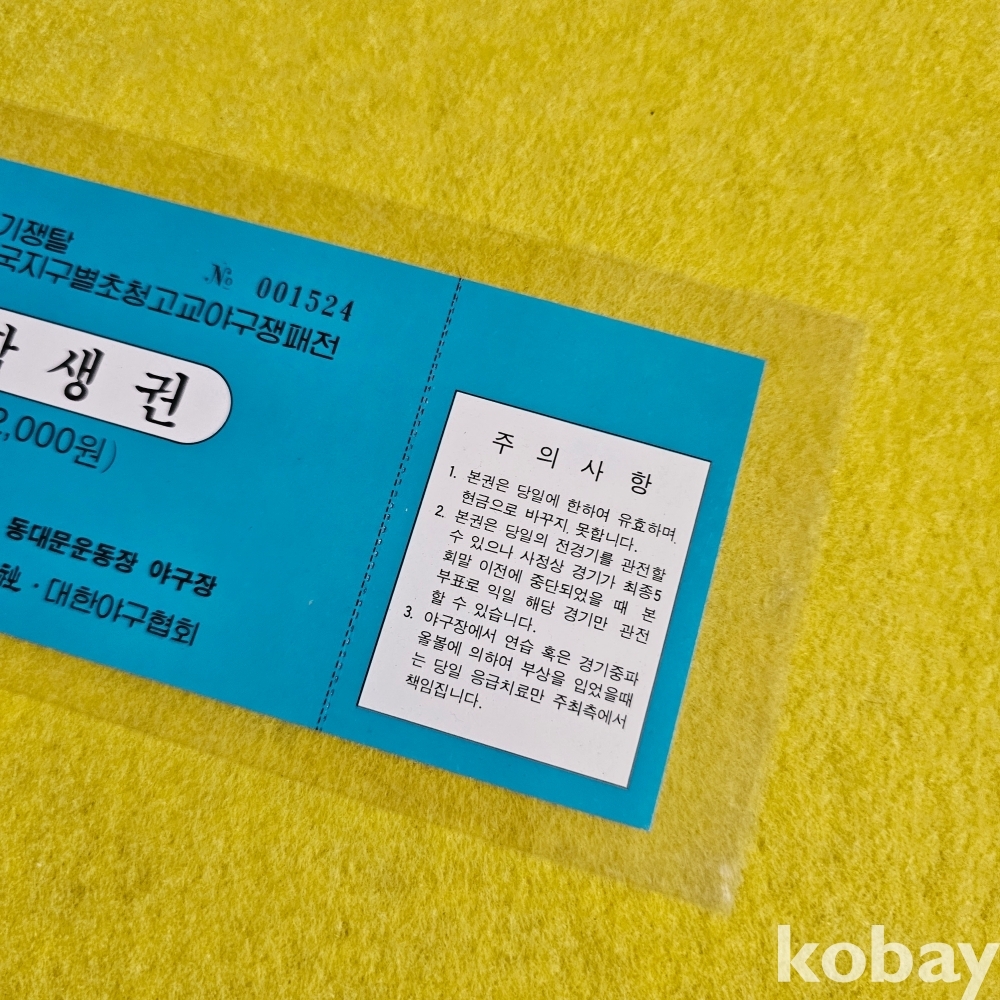 기쟁탈
국지구별초청고교야구쟁패전
№ 001524
학생권
2,000원)
동대문운동장 야구장
社·대한야구협회
주의사항
1. 본권은 당일에 한하여 유효하며,
현금으로 바꾸지 못합니다.
2. 본권은 당일의 전경기를 관전할
수 있으나 사정상 경기가 최종5
회말 이전에 중단되었을 때 본
부표로 익일 해당 경기만 관전
할 수 있습니다.
3. 야구장에서 연습 혹은 경기중파
울볼에 의하여 부상을 입었을때
는 당일 응급치료만 주최측에서
책임집니다.
kobay